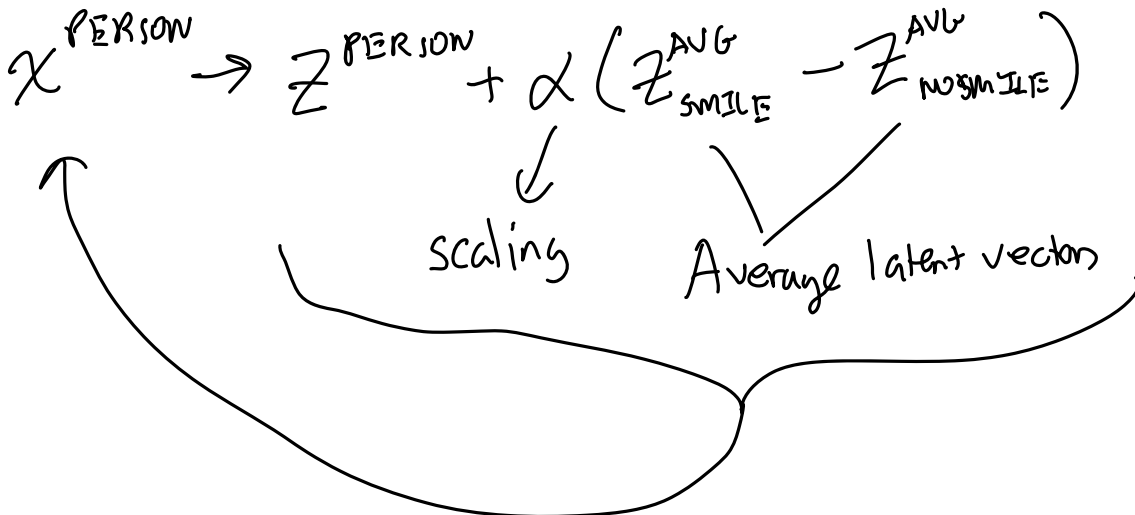 x^PERSON → z^PERSON + α (z^AVG_SMILE − z^AVG_NOSMILE)
scaling
Average latent vectors